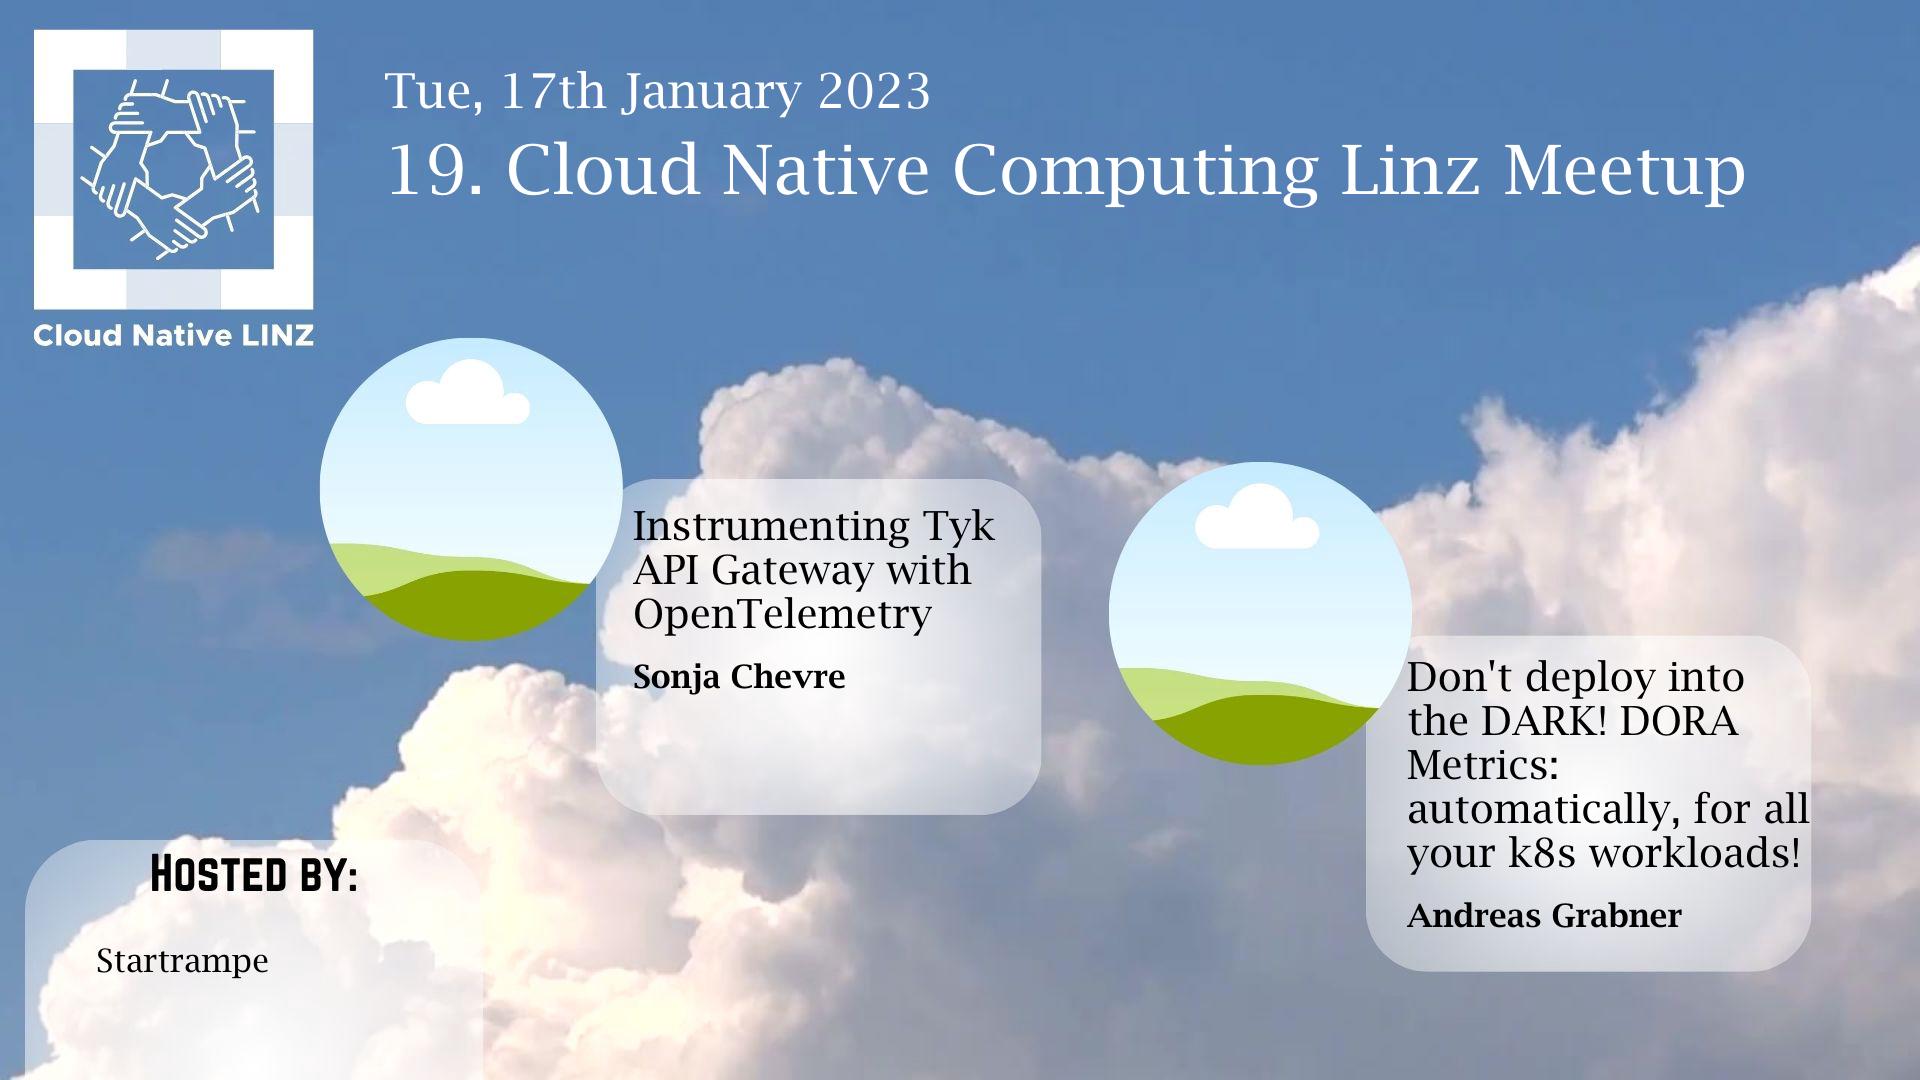 Tue, 17th January 2023
19. Cloud Native Computing Linz Meetup
Cloud Native LINZ
Instrumenting Tyk
API Gateway with
OpenTelemetry
Sonja Chevre
Don't deploy into
the DARK! DORA
Metrics:
automatically, for all
your k8s workloads!
Andreas Grabner
HOSTED BY:
Startrampe